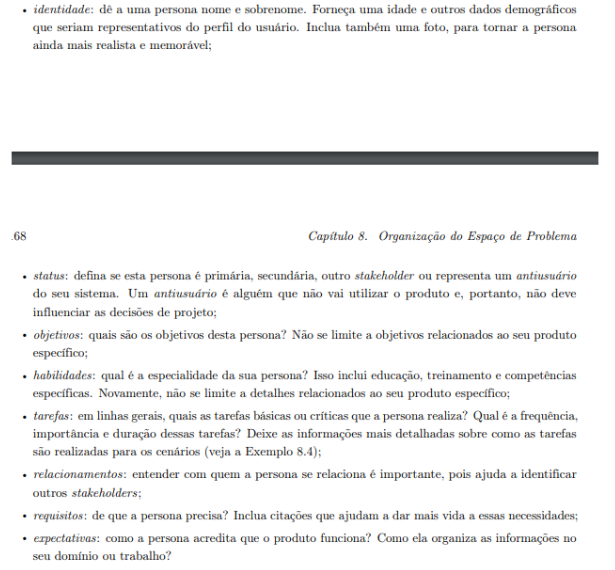 • identidade: dê a uma persona nome e sobrenome. Forneça uma idade e outros dados demográficos
que seriam representativos do perfil do usuário. Inclua também uma foto, para tornar a persona
ainda mais realista e memorável;
.68 Capítulo 8. Organização do Espaço de Problema
• status: defina se esta persona é primária, secundária, outro stakeholder ou representa um antiusuário
do seu sistema. Um antiusuário é alguém que não vai utilizar o produto e, portanto, não deve
influenciar as decisões de projeto;
• objetivos: quais são os objetivos desta persona? Não se limite a objetivos relacionados ao seu produto
específico;
• habilidades: qual é a especialidade da sua persona? Isso inclui educação, treinamento e competências
específicas. Novamente, não se limite a detalhes relacionados ao seu produto específico;
• tarefas: em linhas gerais, quais as tarefas básicas ou críticas que a persona realiza? Qual é a frequência,
importância e duração dessas tarefas? Deixe as informações mais detalhadas sobre como as tarefas
são realizadas para os cenários (veja a Exemplo 8.4);
• relacionamentos: entender com quem a persona se relaciona é importante, pois ajuda a identificar
outros stakeholders;
• requisitos: de que a persona precisa? Inclua citações que ajudam a dar mais vida a essas necessidades;
• expectativas: como a persona acredita que o produto funciona? Como ela organiza as informações no
seu domínio ou trabalho?